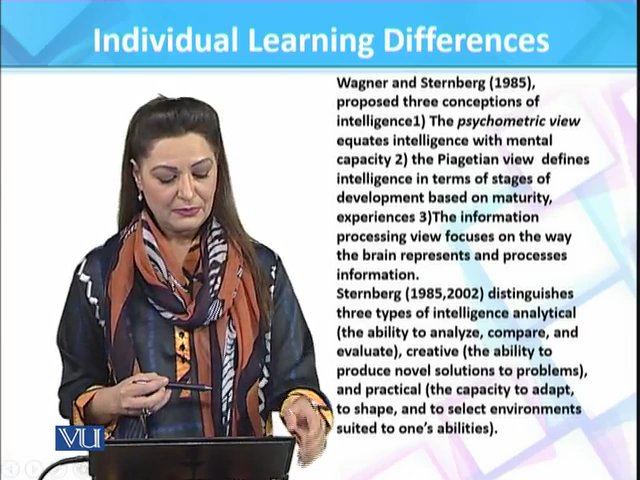 Individual Learning Differences
Wagner and Sternberg (1985),
proposed three conceptions of
intelligence1) The psychometric view
equates intelligence with mental
capacity 2) the Piagetian view defines
intelligence in terms of stages of
development based on maturity,
experiences 3)The information
processing view focuses on the way
the brain represents and processes
information.
Sternberg (1985,2002) distinguishes
three types of intelligence analytical
(the ability to analyze, compare, and
evaluate), creative (the ability to
produce novel solutions to problems),
and practical (the capacity to adapt,
to shape, and to select environments
suited to one's abilities).
VU